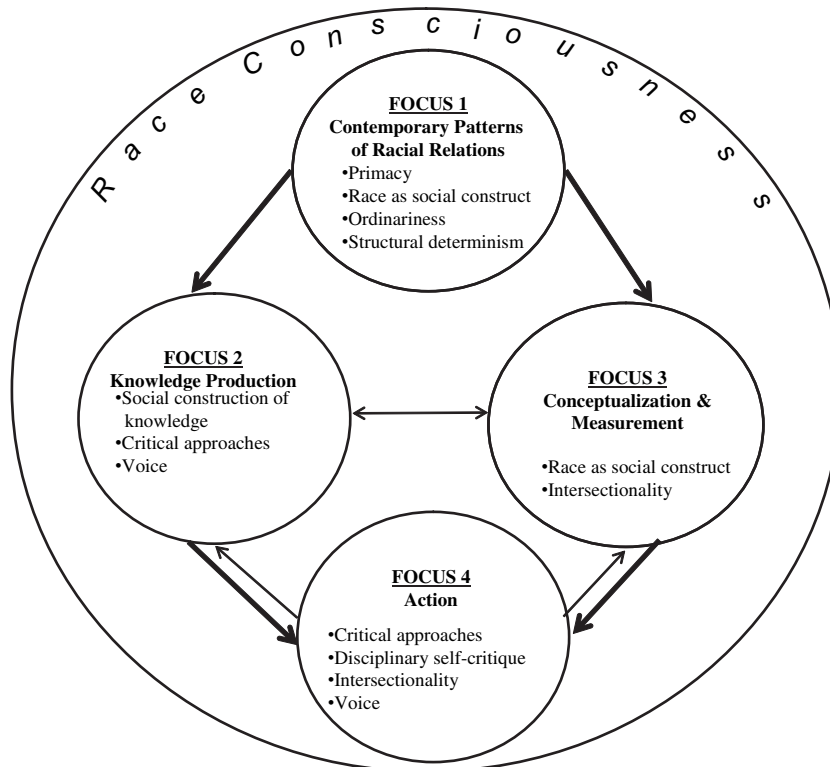 Race Consciousness
FOCUS 1
Contemporary Patterns
of Racial Relations
•Primacy
•Race as social construct
•Ordinariness
•Structural determinism
FOCUS 2
Knowledge Production
•Social construction of
knowledge
•Critical approaches
•Voice
FOCUS 3
Conceptualization &
Measurement
•Race as social construct
•Intersectionality
FOCUS 4
Action
•Critical approaches
•Disciplinary self-critique
•Intersectionality
•Voice